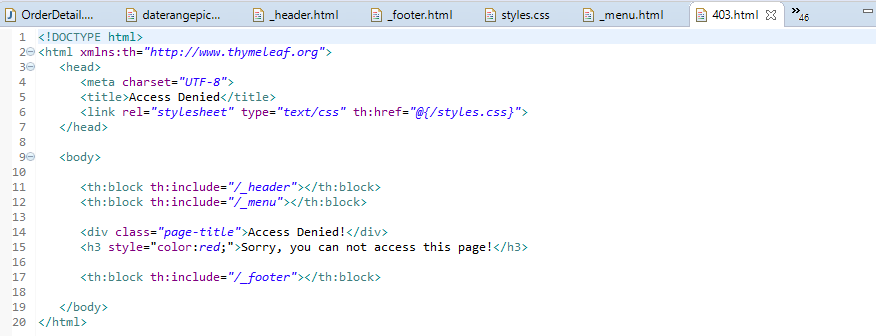 OrderDetail.... daterangepic... _header.html _footer.html styles.css _menu.html 403.html »46
1 <!DOCTYPE html>
2 <html xmlns:th="http://www.thymeleaf.org">
3 <head>
4 <meta charset="UTF-8">
5 <title>Access Denied</title>
6 <link rel="stylesheet" type="text/css" th:href="@{/styles.css}">
7 </head>
8
9 <body>
10
11 <th:block th:include="/_header"></th:block>
12 <th:block th:include="/_menu"></th:block>
13
14 <div class="page-title">Access Denied!</div>
15 <h3 style="color:red;">Sorry, you can not access this page!</h3>
16
17 <th:block th:include="/_footer"></th:block>
18
19 </body>
20 </html>